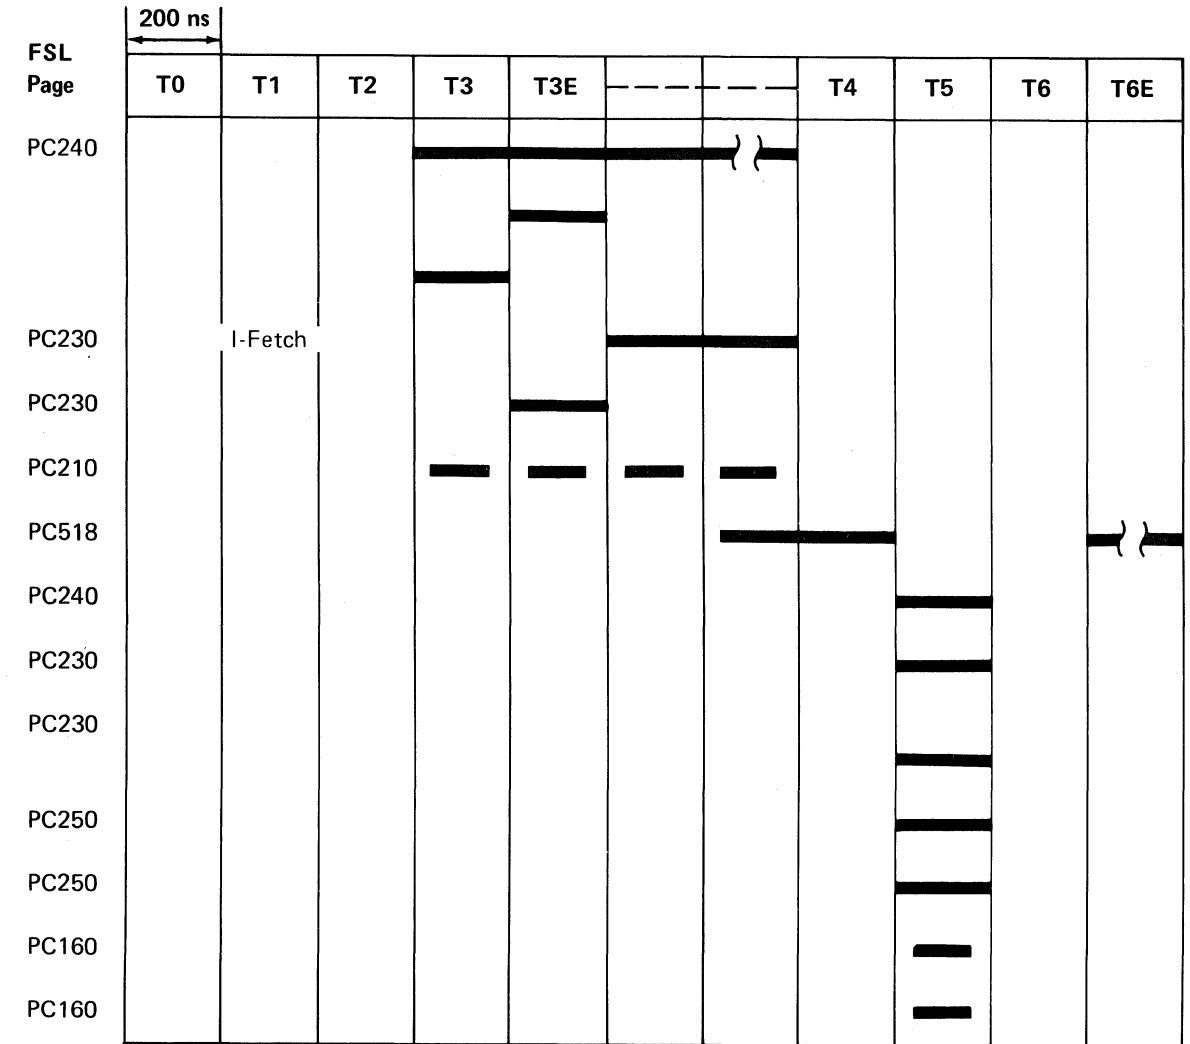 200 ns
FSL
Page T0 T1 T2 T3 T3E T4 T5 T6 T6E
PC240
PC230 I-Fetch
PC230
PC210
PC518
PC240
PC230
PC230
PC250
PC250
PC160
PC160